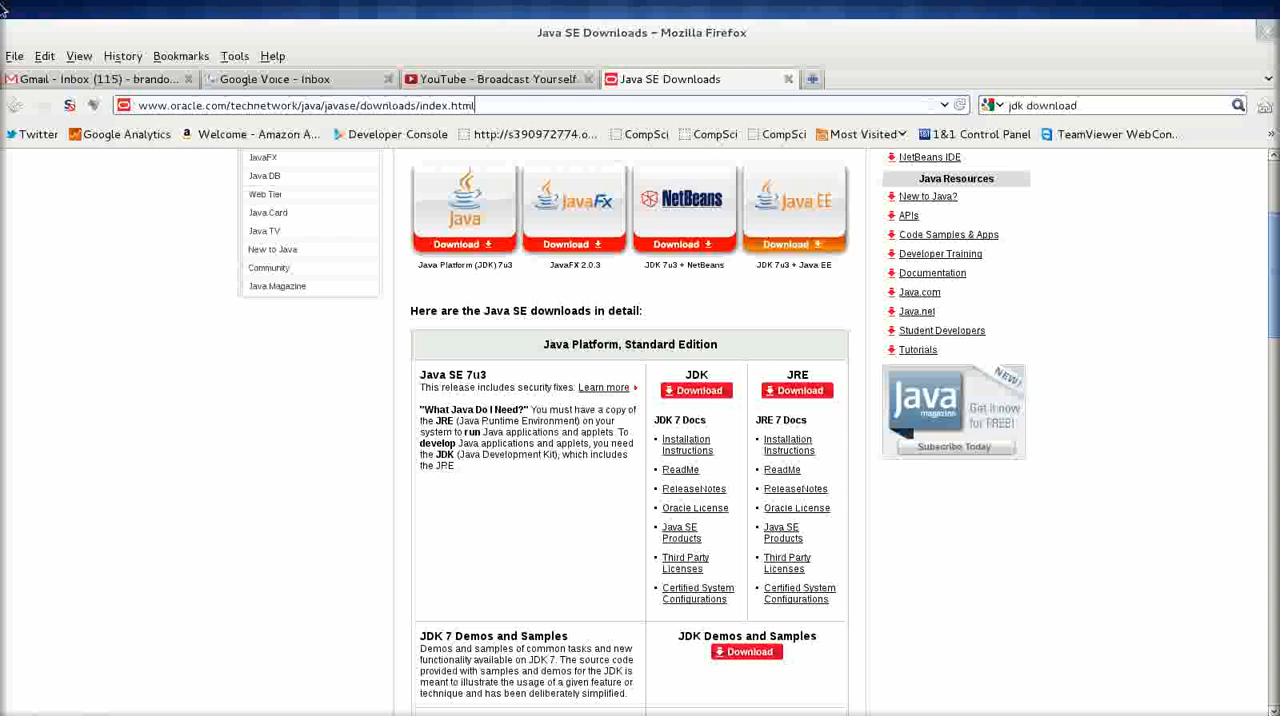 Java SE Downloads - Mozilla Firefox
File Edit View History Bookmarks Tools Help
Gmail - Inbox (115) - brando... Google Voice - Inbox YouTube - Broadcast Yourself. Java SE Downloads
www.oracle.com/technetwork/java/javase/downloads/index.html jdk download
Twitter Google Analytics Welcome - Amazon A... Developer Console http://s390972774.o... CompSci CompSci CompSci Most Visited 1&1 Control Panel TeamViewer WebCon...
JavaFX
Java DB
Web Tier
Java Card
Java TV
New to Java
Community
Java Magazine
Java JavaFX NetBeans Java EE
Download Download Download Download
Java Platform (JDK) 7u3 JavaFX 2.0.3 JDK 7u3 + NetBeans JDK 7u3 + Java EE
Here are the Java SE downloads in detail:
Java Platform, Standard Edition
Java SE 7u3
This release includes security fixes: Learn more
"What Java Do I Need?" You must have a copy of
the JRE (Java Runtime Environment) on your
system to run Java applications and applets. To
develop Java applications and applets, you need
the JDK (Java Development Kit), which includes
the JRE
JDK
Download
JDK 7 Docs
Installation
Instructions
ReadMe
ReleaseNotes
Oracle License
Java SE
Products
Third Party
Licenses
Certified System
Configurations
JRE
Download
JRE 7 Docs
Installation
Instructions
ReadMe
ReleaseNotes
Oracle License
Java SE
Products
Third Party
Licenses
Certified System
Configurations
JDK 7 Demos and Samples
Demos and samples of common tasks and new
functionality available on JDK 7. The source code
provided with samples and demos for the JDK is
meant to illustrate the usage of a given feature or
technique and has been deliberately simplified.
JDK Demos and Samples
Download
NetBeans IDE
Java Resources
New to Java?
APIs
Code Samples & Apps
Developer Training
Documentation
Java.com
Java.net
Student Developers
Tutorials
NEW!
Java
magazine
Get it now
for FREE!
Subscribe Today